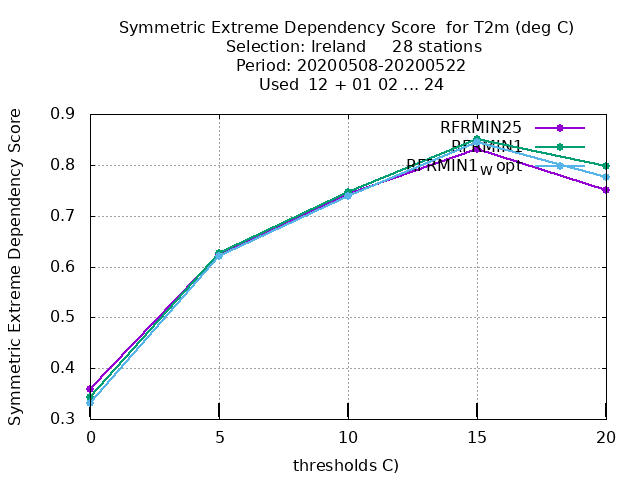 Symmetric Extreme Dependency Score for T2m (deg C)
Selection: Ireland 28 stations
Period: 20200508-20200522
Used 12 + 01 02 ... 24
Symmetric Extreme Dependency Score
0.9
0.8
0.7
0.6
0.5
0.4
0.3
RFRMIN25
RFRMIN1
RFRMIN1w opt
0 5 10 15 20
thresholds C)